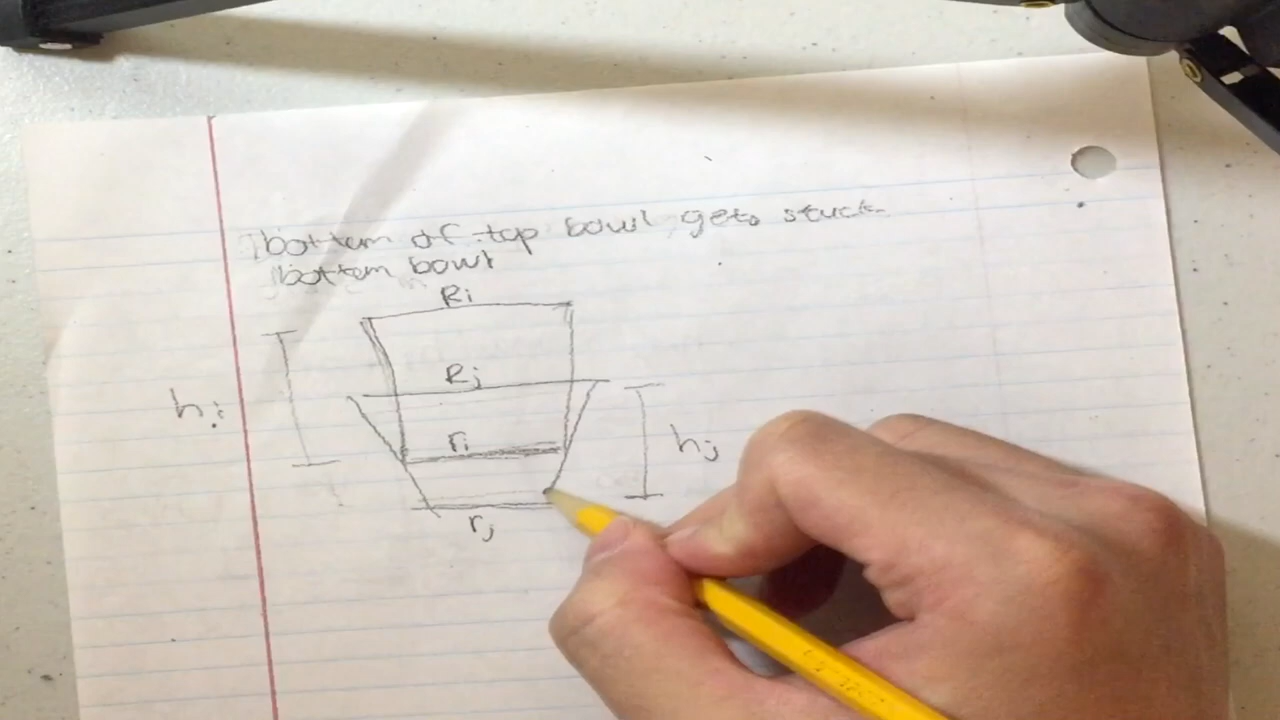 bottom of top bowl gets stuck
bottom bowl
Ri
Rj
hi
ri
hj
rj